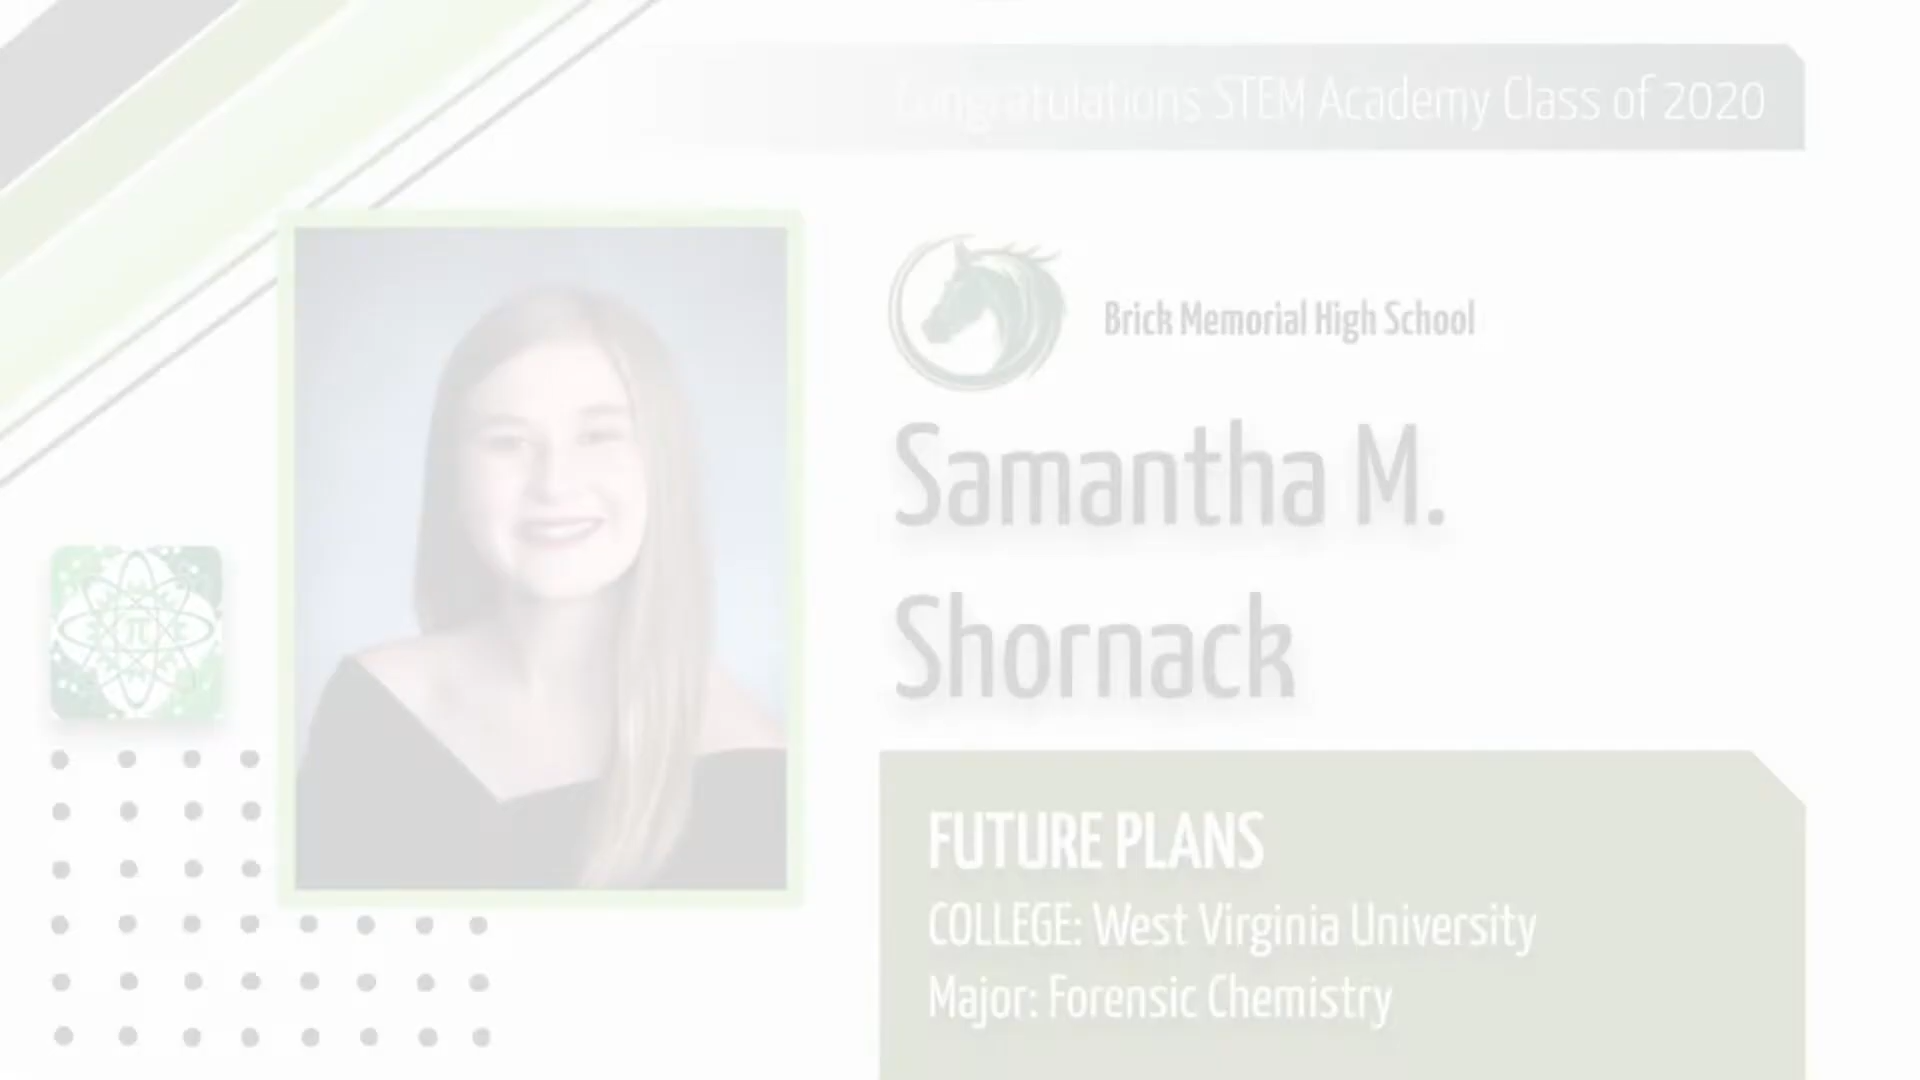 Congratulations STEM Academy Class of 2020
Brick Memorial High School
Samantha M.
Shornack
π
FUTURE PLANS
COLLEGE: West Virginia University
Major: Forensic Chemistry